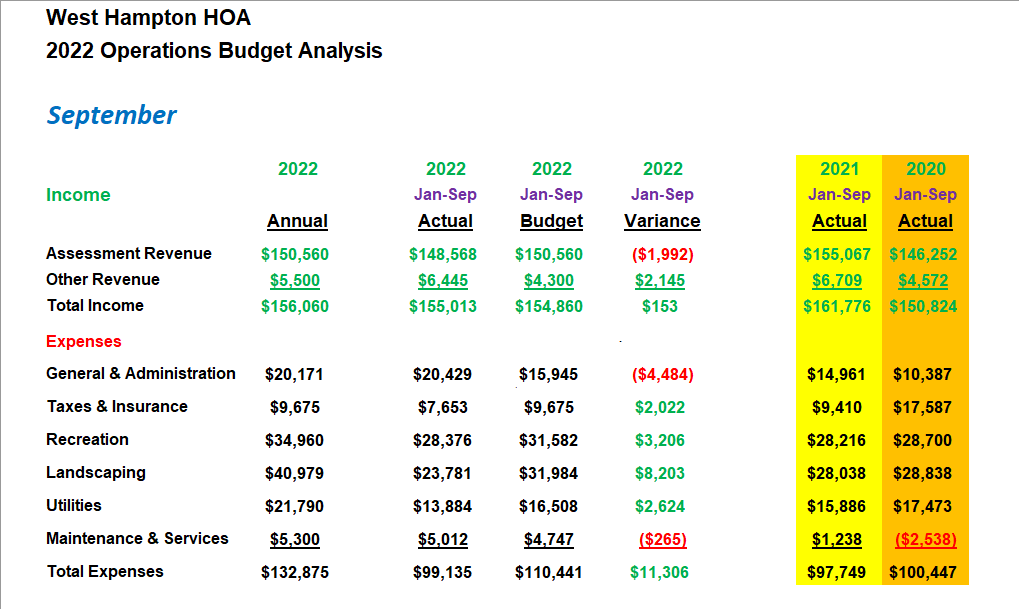 West Hampton HOA
2022 Operations Budget Analysis
September
2022 2022 2022 2022 2021 2020
Income Jan-Sep Jan-Sep Jan-Sep Jan-Sep Jan-Sep
Annual Actual Budget Variance Actual Actual
Assessment Revenue $150,560 $148,568 $150,560 ($1,992) $155,067 $146,252
Other Revenue $5,500 $6,445 $4,300 $2,145 $6,709 $4,572
Total Income $156,060 $155,013 $154,860 $153 $161,776 $150,824
Expenses
General & Administration $20,171 $20,429 $15,945 ($4,484) $14,961 $10,387
Taxes & Insurance $9,675 $7,653 $9,675 $2,022 $9,410 $17,587
Recreation $34,960 $28,376 $31,582 $3,206 $28,216 $28,700
Landscaping $40,979 $23,781 $31,984 $8,203 $28,038 $28,838
Utilities $21,790 $13,884 $16,508 $2,624 $15,886 $17,473
Maintenance & Services $5,300 $5,012 $4,747 ($265) $1,238 ($2,538)
Total Expenses $132,875 $99,135 $110,441 $11,306 $97,749 $100,447